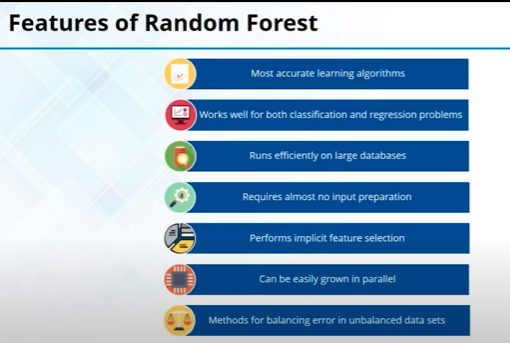 Features of Random Forest
Most accurate learning algorithms
Works well for both classification and regression problems
Runs efficiently on large databases
Requires almost no input preparation
Performs implicit feature selection
Can be easily grown in parallel
Methods for balancing error in unbalanced data sets